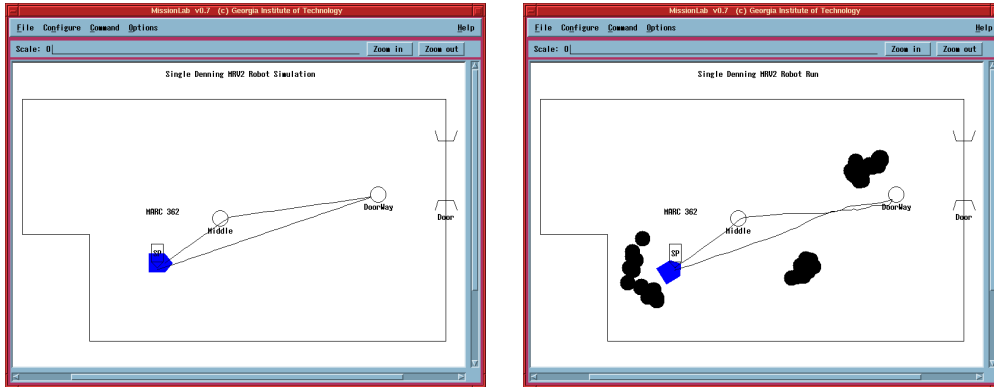 MissionLab v0.7 (c) Georgia Institute of Technology
File Configure Command Options Help
Scale: 0 Zoom in Zoom out
Single Denning MRV2 Robot Simulation
MARC 362
Middle
DoorWay
Door
SP
MissionLab v0.7 (c) Georgia Institute of Technology
File Configure Command Options Help
Scale: 0 Zoom in Zoom out
Single Denning MRV2 Robot Run
MARC 362
Middle
DoorWay
Door
SP